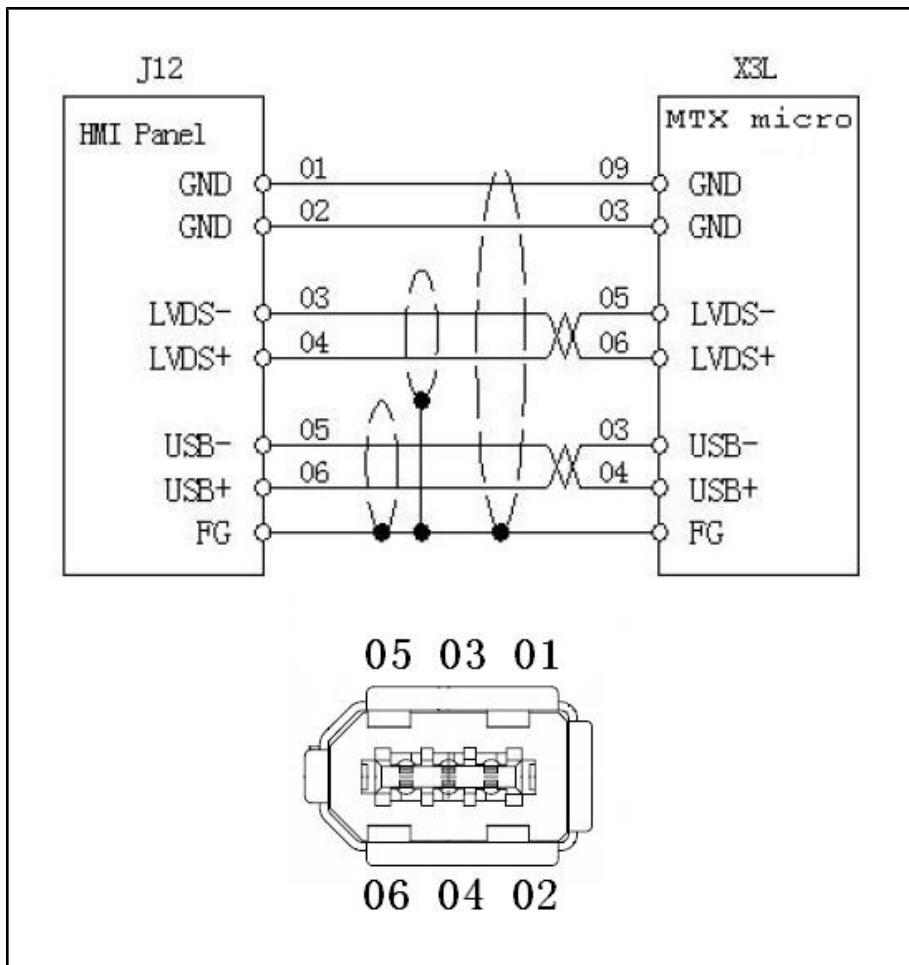 J12 X3L
HMI Panel MTX micro
GND 01 09 GND
GND 02 03 GND
LVDS- 03 05 LVDS-
LVDS+ 04 06 LVDS+
USB- 05 03 USB-
USB+ 06 04 USB+
FG FG
05 03 01
06 04 02